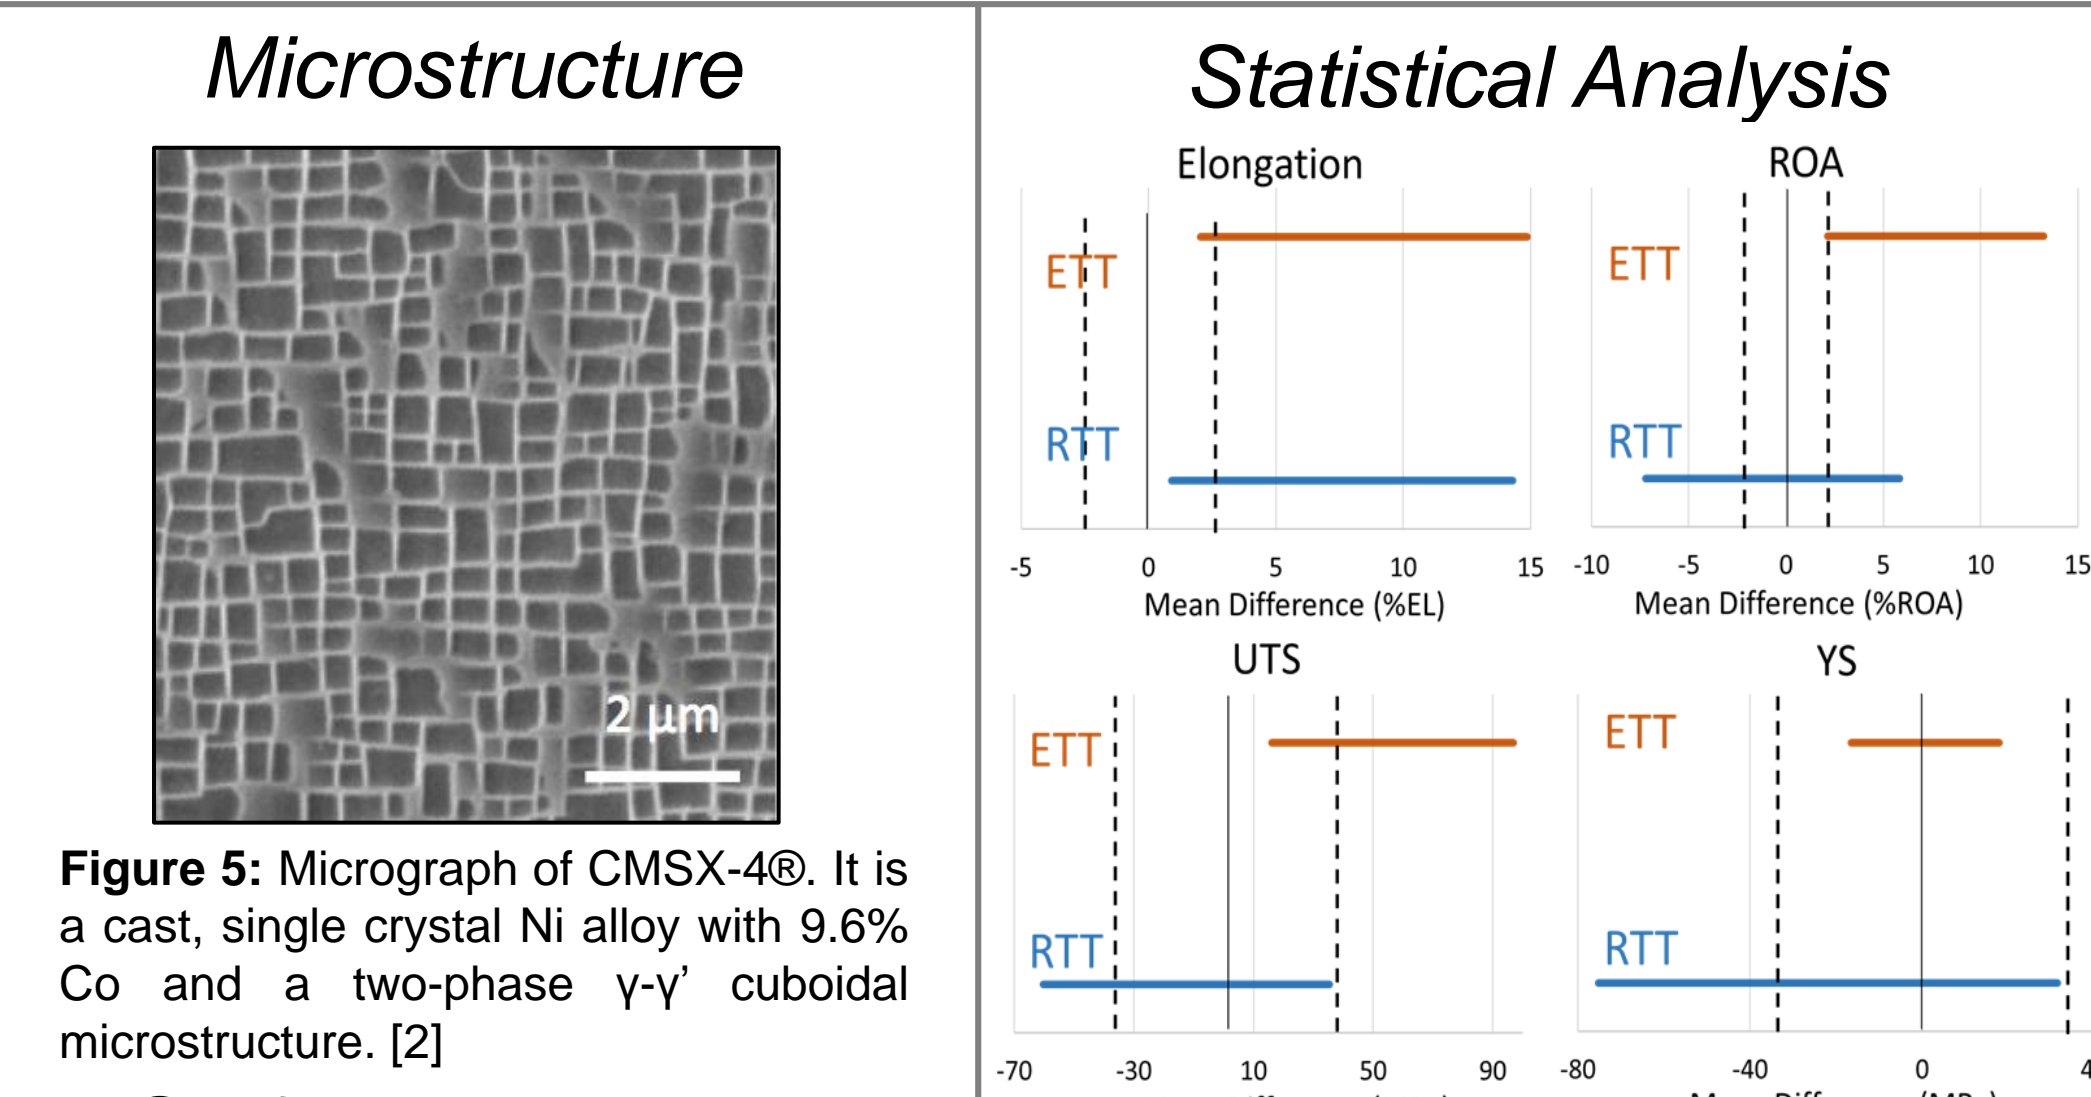 Microstructure
2 μm
Figure 5: Micrograph of CMSX-4®. It is
a cast, single crystal Ni alloy with 9.6%
Co and a two-phase γ-γ’ cuboidal
microstructure. [2]
Statistical Analysis
Elongation
ETT
RTT
-5 0 5 10 15
Mean Difference (%EL)
ROA
ETT
RTT
-10 -5 0 5 10 15
Mean Difference (%ROA)
UTS
ETT
RTT
-70 -30 10 50 90
YS
ETT
RTT
-80 -40 0